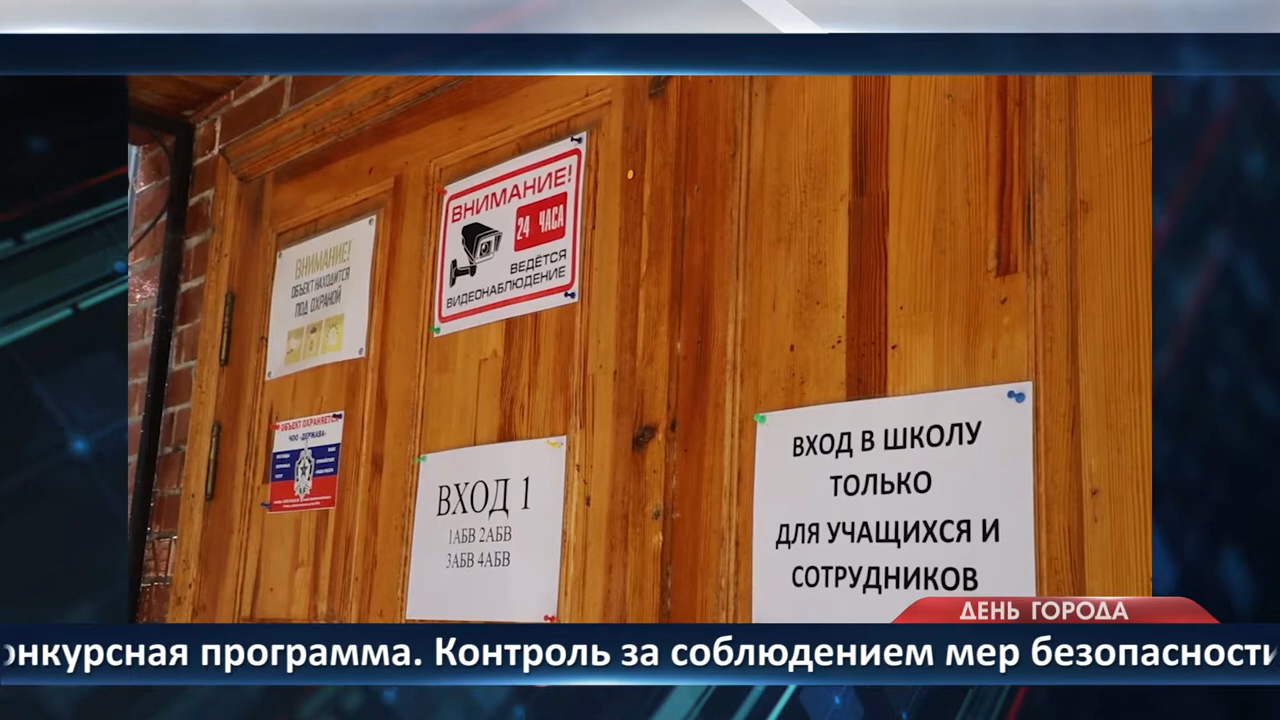 ВНИМАНИЕ!
ОБЪЕКТ НАХОДИТСЯ
ПОД ОХРАНОЙ
ВНИМАНИЕ!
24 ЧАСА
ВЕДЁТСЯ
ВИДЕОНАБЛЮДЕНИЕ
ОБЪЕКТ ОХРАНЯЕТСЯ
ЧОО «ДЕРЖАВА»
ВХОД 1
1АБВ 2АБВ
3АБВ 4АБВ
ВХОД В ШКОЛУ
ТОЛЬКО
ДЛЯ УЧАЩИХСЯ И
СОТРУДНИКОВ
ДЕНЬ ГОРОДА
онкурсная программа. Контроль за соблюдением мер безопасности